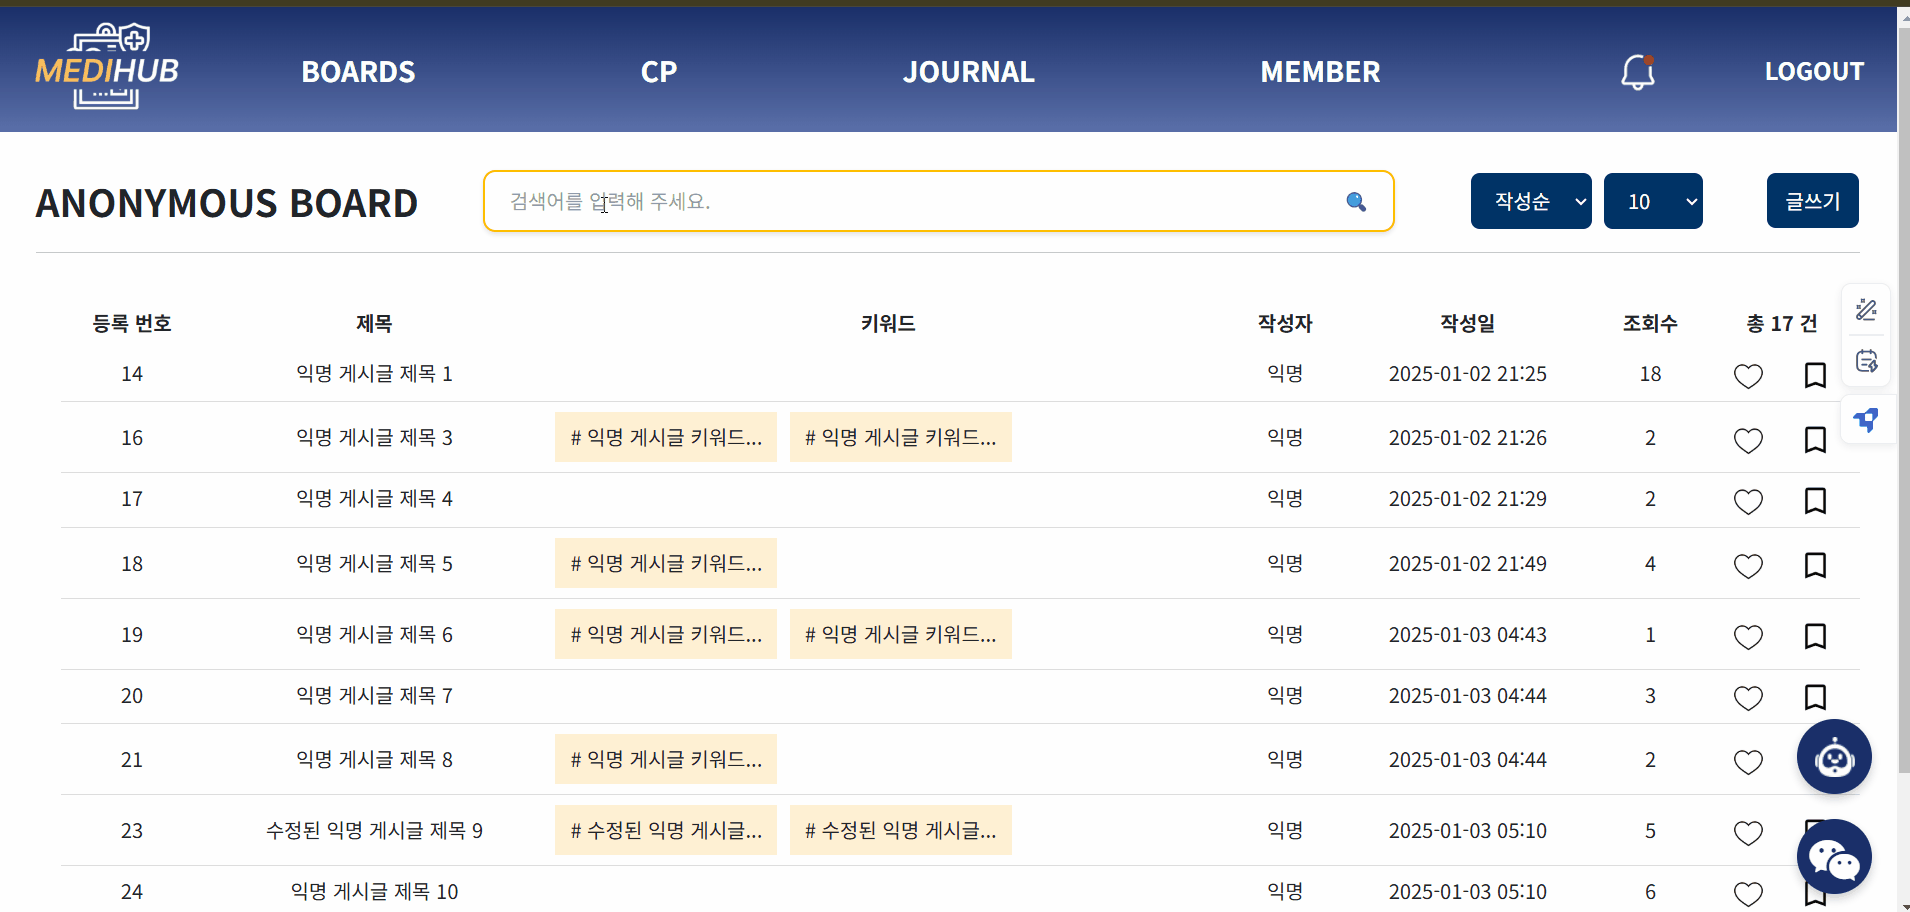 MEDIHUB
BOARDS CP JOURNAL MEMBER LOGOUT
ANONYMOUS BOARD 검색어를 입력해 주세요. 작성순 10 글쓰기
등록 번호 제목 키워드 작성자 작성일 조회수 총 17 건
14 익명 게시글 제목 1 익명 2025-01-02 21:25 18
16 익명 게시글 제목 3 # 익명 게시글 키워드... # 익명 게시글 키워드... 익명 2025-01-02 21:26 2
17 익명 게시글 제목 4 익명 2025-01-02 21:29 2
18 익명 게시글 제목 5 # 익명 게시글 키워드... 익명 2025-01-02 21:49 4
19 익명 게시글 제목 6 # 익명 게시글 키워드... # 익명 게시글 키워드... 익명 2025-01-03 04:43 1
20 익명 게시글 제목 7 익명 2025-01-03 04:44 3
21 익명 게시글 제목 8 # 익명 게시글 키워드... 익명 2025-01-03 04:44 2
23 수정된 익명 게시글 제목 9 # 수정된 익명 게시글... # 수정된 익명 게시글... 익명 2025-01-03 05:10 5
24 익명 게시글 제목 10 익명 2025-01-03 05:10 6